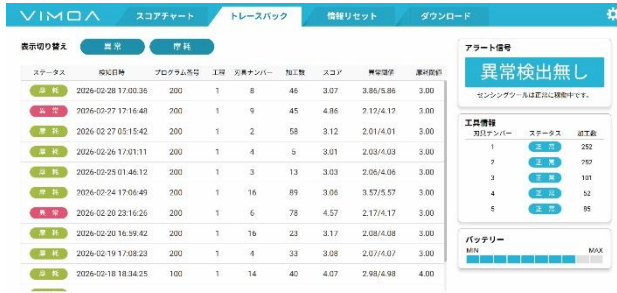 VIMOA スコアチャート トレースバック 情報リセット ダウンロード
表示切り替え 異常 摩耗
ステータス 検知日時 プログラム番号 工程 刃具ナンバー 加工数 スコア 異常閾値 摩耗閾値
摩耗 2026-02-28 17:00:36 200 1 8 46 3.07 3.86/5.86 3.00
異常 2026-02-27 17:16:48 200 1 9 45 4.86 2.12/4.12 3.00
摩耗 2026-02-27 05:15:42 200 1 2 58 3.12 2.01/4.01 3.00
摩耗 2026-02-26 17:01:11 200 1 4 5 3.01 2.03/4.03 3.00
摩耗 2026-02-25 01:46:12 200 1 3 13 3.03 2.06/4.06 3.00
摩耗 2026-02-24 17:06:49 200 1 16 89 3.06 3.57/5.57 3.00
異常 2026-02-20 23:16:26 200 1 6 78 4.57 2.17/4.17 3.00
摩耗 2026-02-20 16:59:42 200 1 16 23 3.17 2.08/4.08 3.00
摩耗 2026-02-19 17:08:23 200 1 4 33 3.08 2.07/4.07 3.00
摩耗 2026-02-18 18:34:25 100 1 14 40 4.07 2.98/4.98 4.00
アラート信号
異常検出無し
センシングツールは正常に稼働中です。
工具情報
刃具ナンバー ステータス 加工数
1 正常 252
2 正常 252
3 正常 101
4 正常 52
5 正常 95
バッテリー
MIN MAX